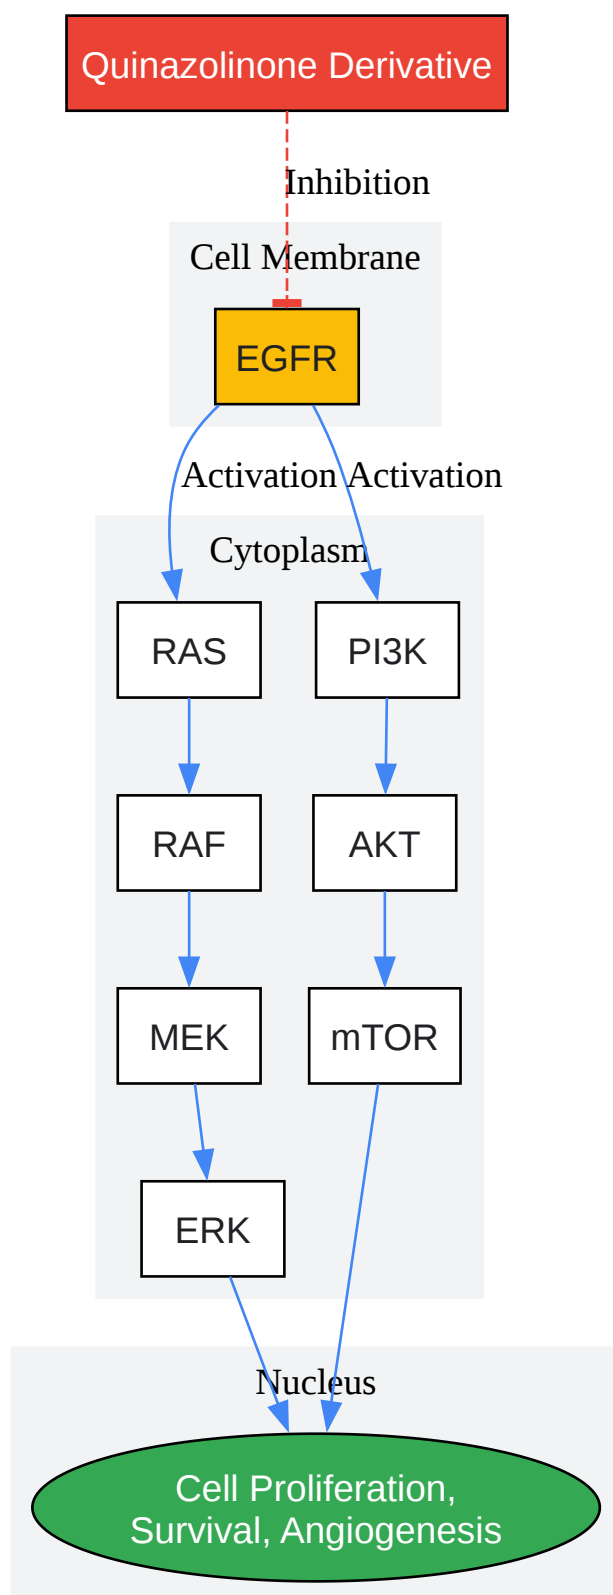 Quinazolinone Derivative
Inhibition
Cell Membrane
EGFR
Activation
Activation
Cytoplasm
RAS
PI3K
RAF
AKT
MEK
mTOR
ERK
Nucleus
Cell Proliferation,
Survival, Angiogenesis